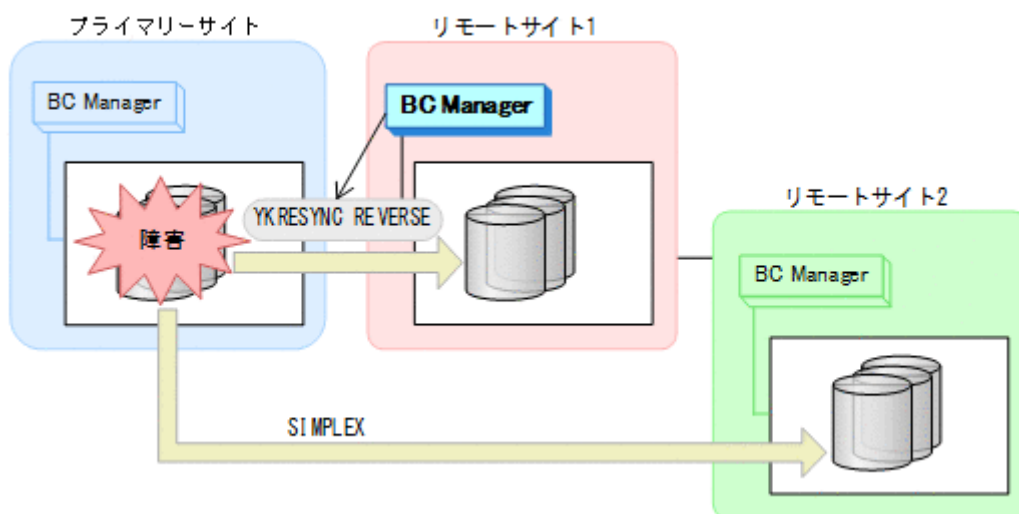 プライマリーサイト
リモートサイト1
BC Manager
BC Manager
YKRESYNC REVERSE
障害
リモートサイト2
BC Manager
SIMPLEX